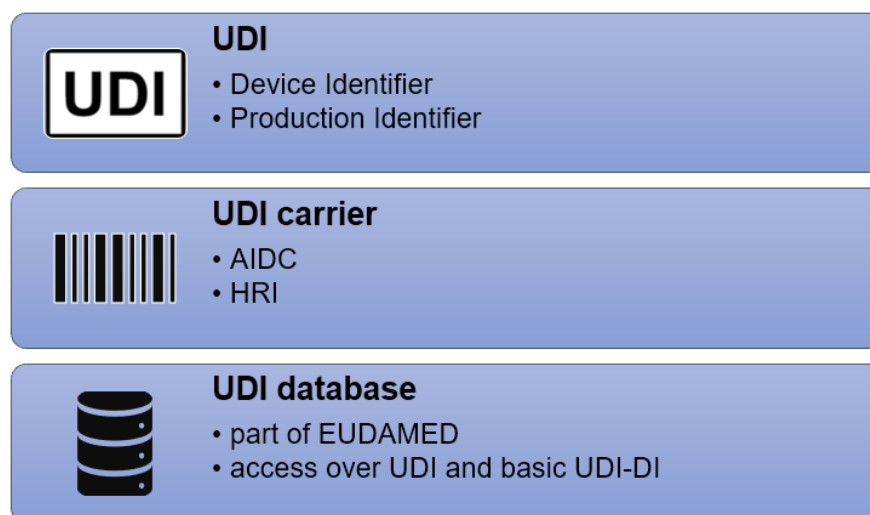 UDI
UDI
• Device Identifier
• Production Identifier
UDI carrier
• AIDC
• HRI
UDI database
• part of EUDAMED
• access over UDI and basic UDI-DI